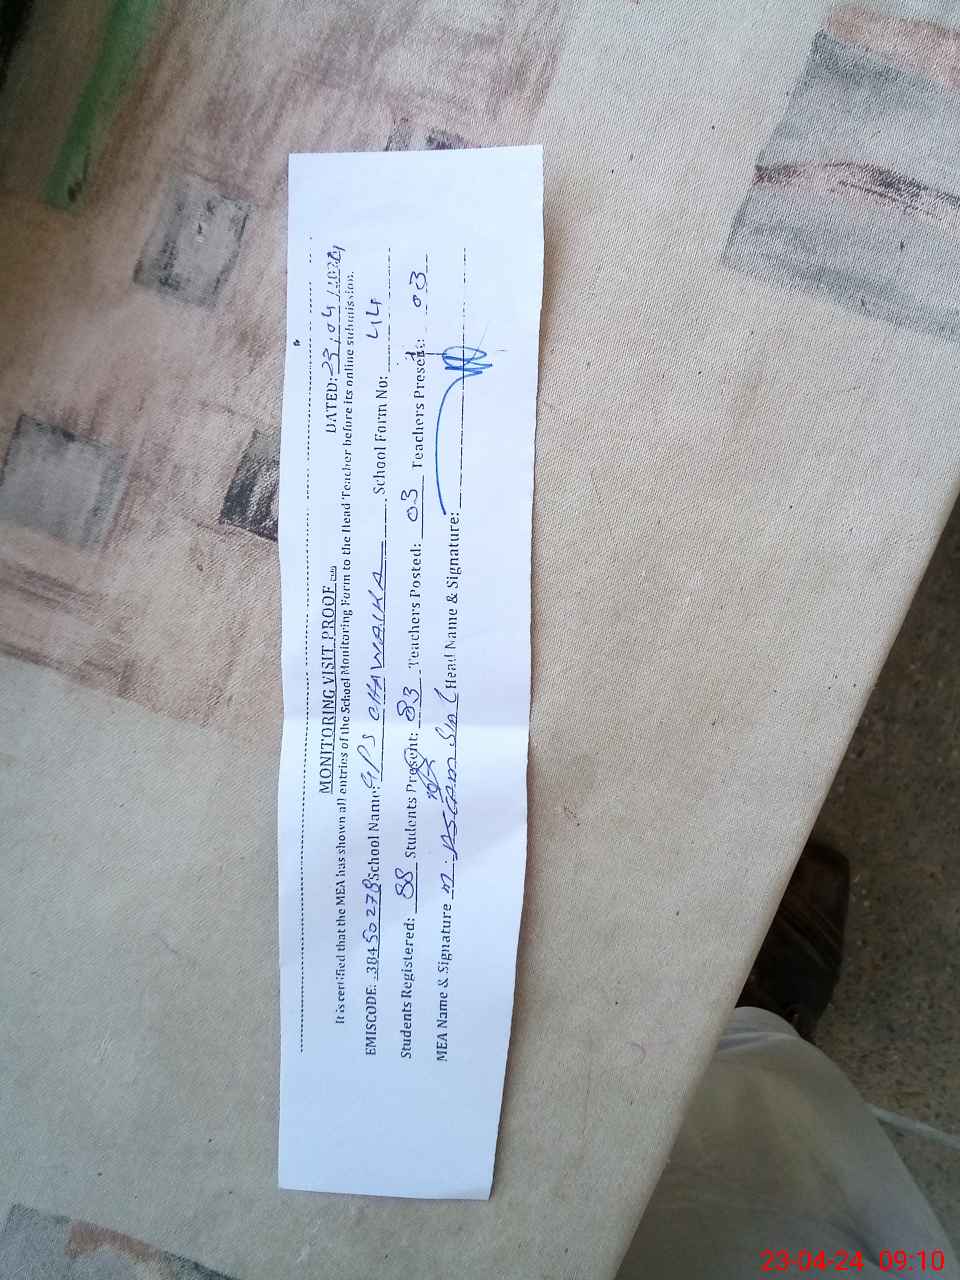 MONITORING VISIT PROOF DATED: 23/04/2024
It is certified that the MEA has shown all entries of the School Monitoring Form to the Head Teacher before its online submission.
EMISCODE: 38450278 School Name: GPS CHAWALKA School Form No: 44
Students Registered: 88 Students Present: 83 Teachers Posted: 03 Teachers Present: 03
MEA Name & Signature M. ASLAM Head Name & Signature:
23-04-24 09:10